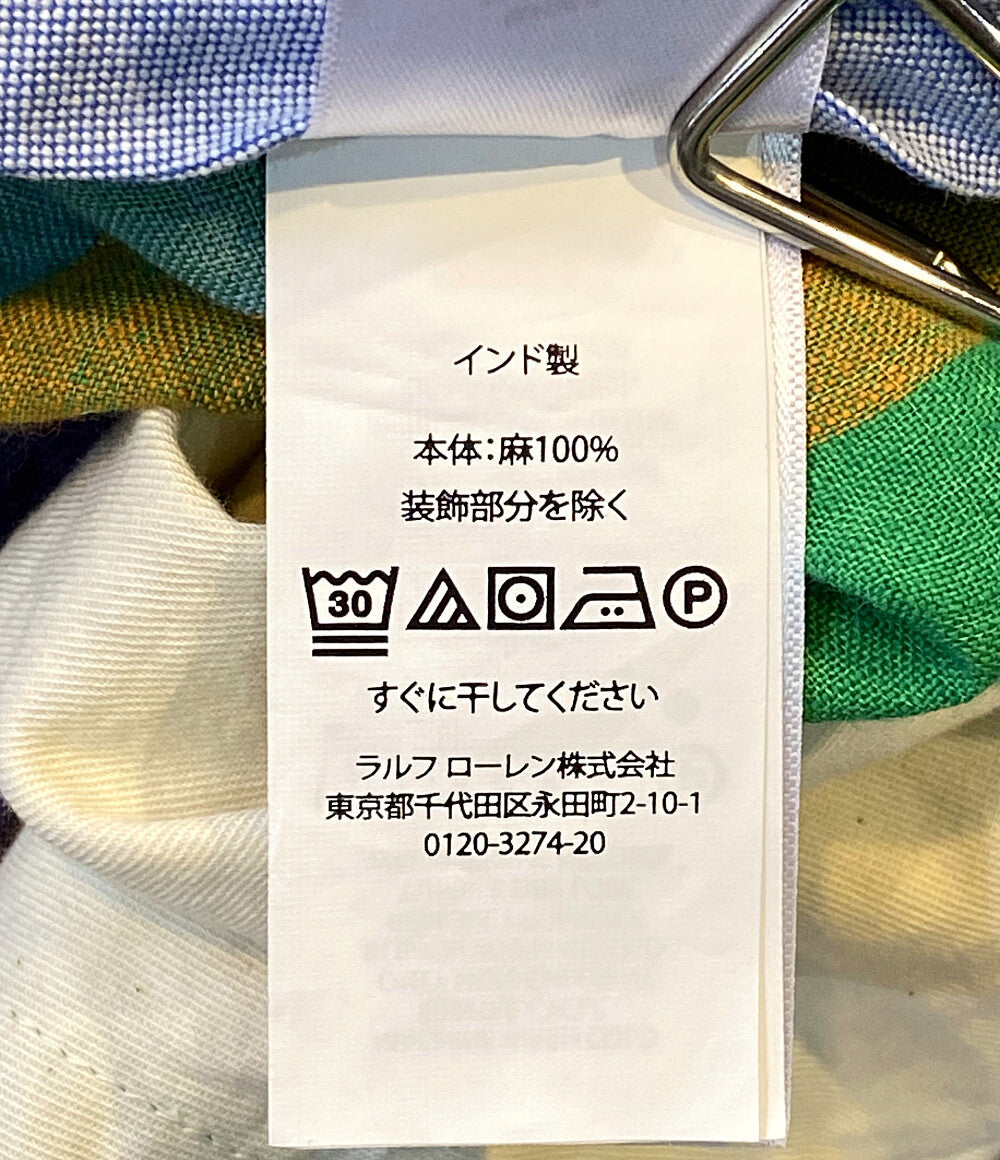 インド製
本体：麻100%
装飾部分を除く
30
P
すぐに干してください
ラルフ ローレン株式会社
東京都千代田区永田町2-10-1
0120-3274-20